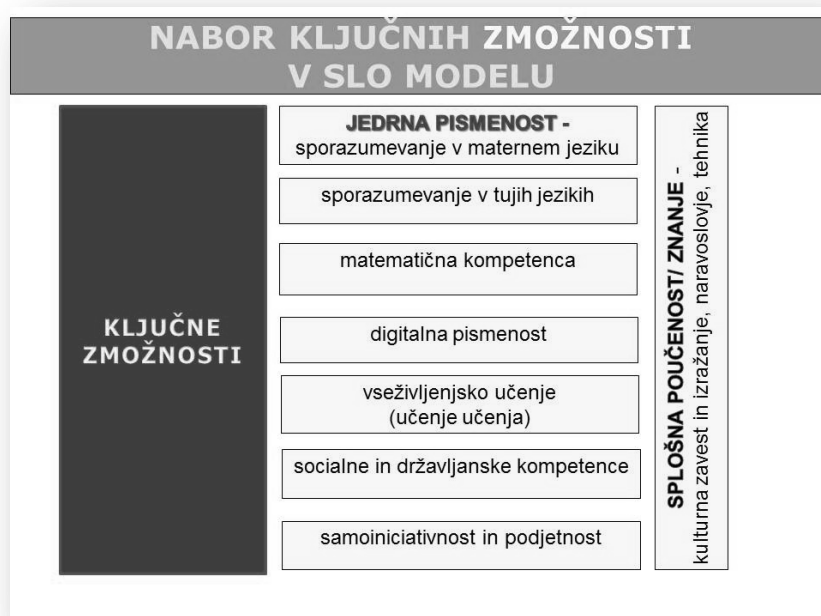 NABOR KLJUČNIH ZMOŽNOSTI
V SLO MODELU
KLJUČNE
ZMOŽNOSTI
JEDRNA PISMENOST -
sporazumevanje v maternem jeziku
sporazumevanje v tujih jezikih
matematična kompetenca
digitalna pismenost
vseživljenjsko učenje
(učenje učenja)
socialne in državljanske kompetence
samoiniciativnost in podjetnost
SPLOŠNA POUČENOST/ ZNANJE -
kulturna zavest in izražanje, naravoslovje, tehnika